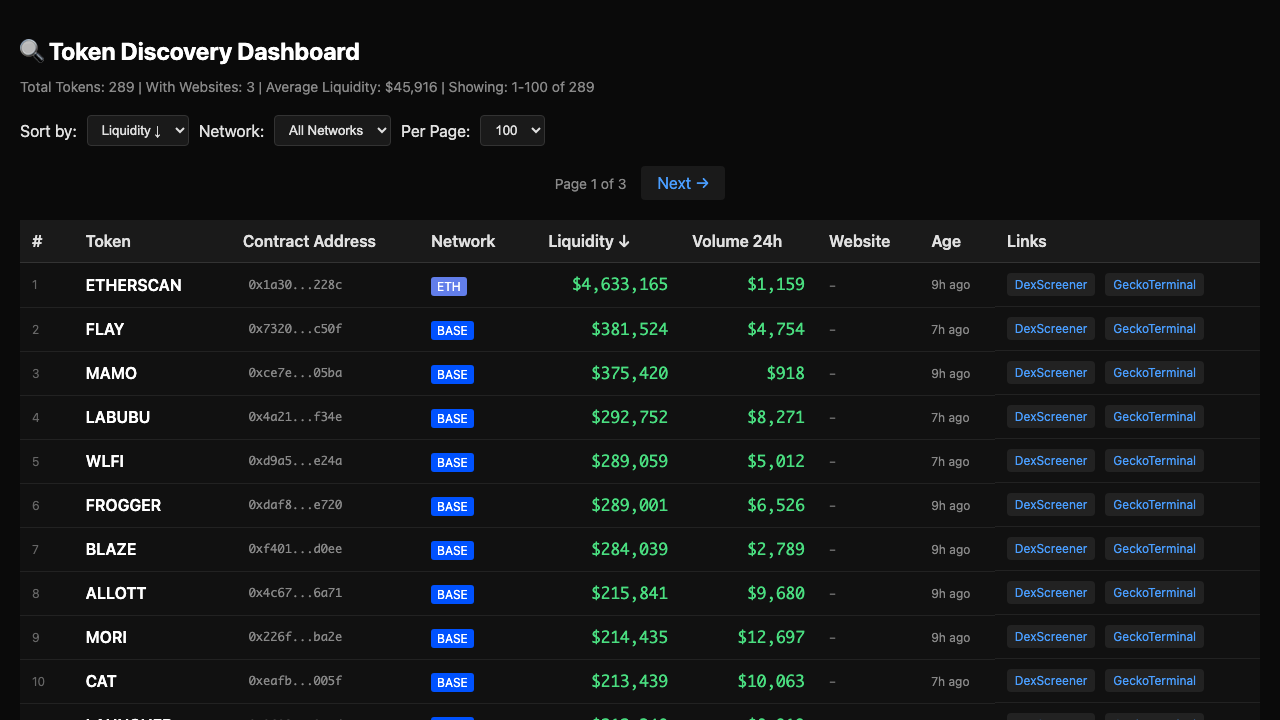 🔍 Token Discovery Dashboard
Total Tokens: 289 | With Websites: 3 | Average Liquidity: $45,916 | Showing: 1-100 of 289
Sort by: Liquidity ↓ Network: All Networks Per Page: 100
Page 1 of 3 Next →
# Token Contract Address Network Liquidity ↓ Volume 24h Website Age Links
1 ETHERSCAN 0x1a30...228c ETH $4,633,165 $1,159 - 9h ago DexScreener GeckoTerminal
2 FLAY 0x7320...c50f BASE $381,524 $4,754 - 7h ago DexScreener GeckoTerminal
3 MAMO 0xce7e...05ba BASE $375,420 $918 - 9h ago DexScreener GeckoTerminal
4 LABUBU 0x4a21...f34e BASE $292,752 $8,271 - 7h ago DexScreener GeckoTerminal
5 WLFI 0xd9a5...e24a BASE $289,059 $5,012 - 7h ago DexScreener GeckoTerminal
6 FROGGER 0xdaf8...e720 BASE $289,001 $6,526 - 9h ago DexScreener GeckoTerminal
7 BLAZE 0xf401...d0ee BASE $284,039 $2,789 - 9h ago DexScreener GeckoTerminal
8 ALLOTT 0x4c67...6a71 BASE $215,841 $9,680 - 9h ago DexScreener GeckoTerminal
9 MORI 0x226f...ba2e BASE $214,435 $12,697 - 9h ago DexScreener GeckoTerminal
10 CAT 0xeafb...005f BASE $213,439 $10,063 - 7h ago DexScreener GeckoTerminal